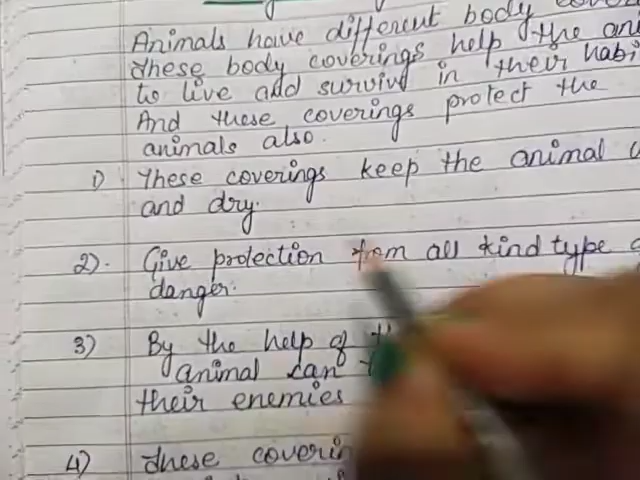 Animals have different body
these body coverings help the
to live add survive in their
And these coverings protect the
animals also.
1) These coverings keep the animal
and dry.
2). Give protection from all kind type
danger.
3) By the help of
animal can
their enemies
4) these